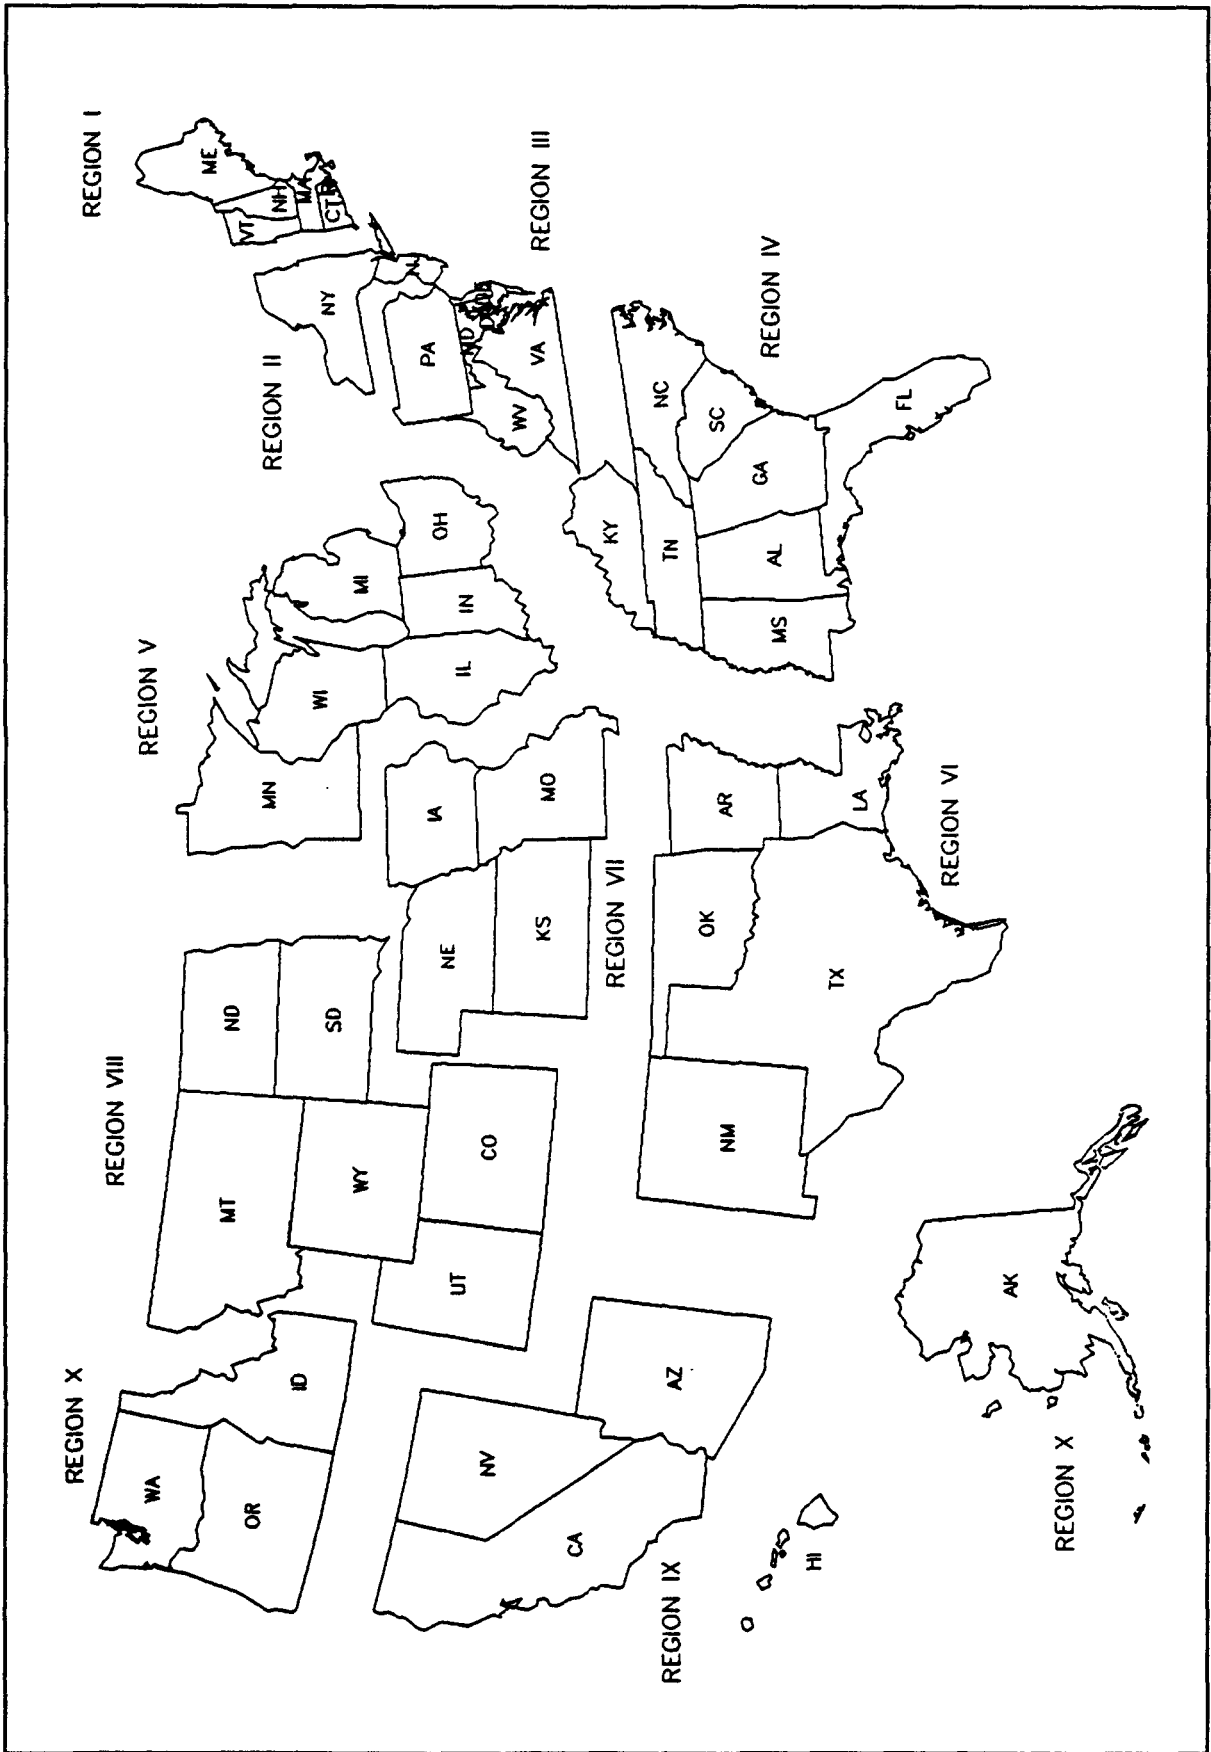 REGION X
WA
OR
ID
REGION VIII
MT
ND
SD
WY
UT
CO
REGION V
MN
WI
MI
IL
IN
OH
REGION II
NY
REGION I
ME
VT
NH
MA
CT
PA
WV
VA
MD
REGION III
REGION VII
NE
IA
KS
MO
REGION IX
NV
CA
AZ
HI
REGION VI
NM
OK
AR
TX
LA
REGION IV
KY
TN
NC
SC
MS
AL
GA
FL
REGION X
AK